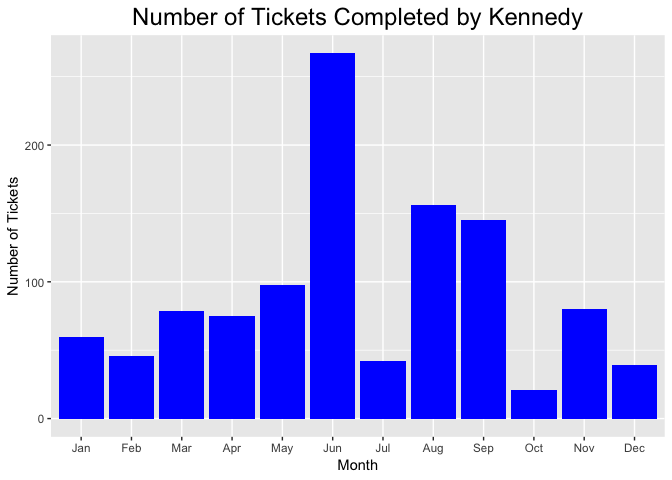 Number of Tickets Completed by Kennedy
Number of Tickets
200
100
0
Jan Feb Mar Apr May Jun Jul Aug Sep Oct Nov Dec
Month